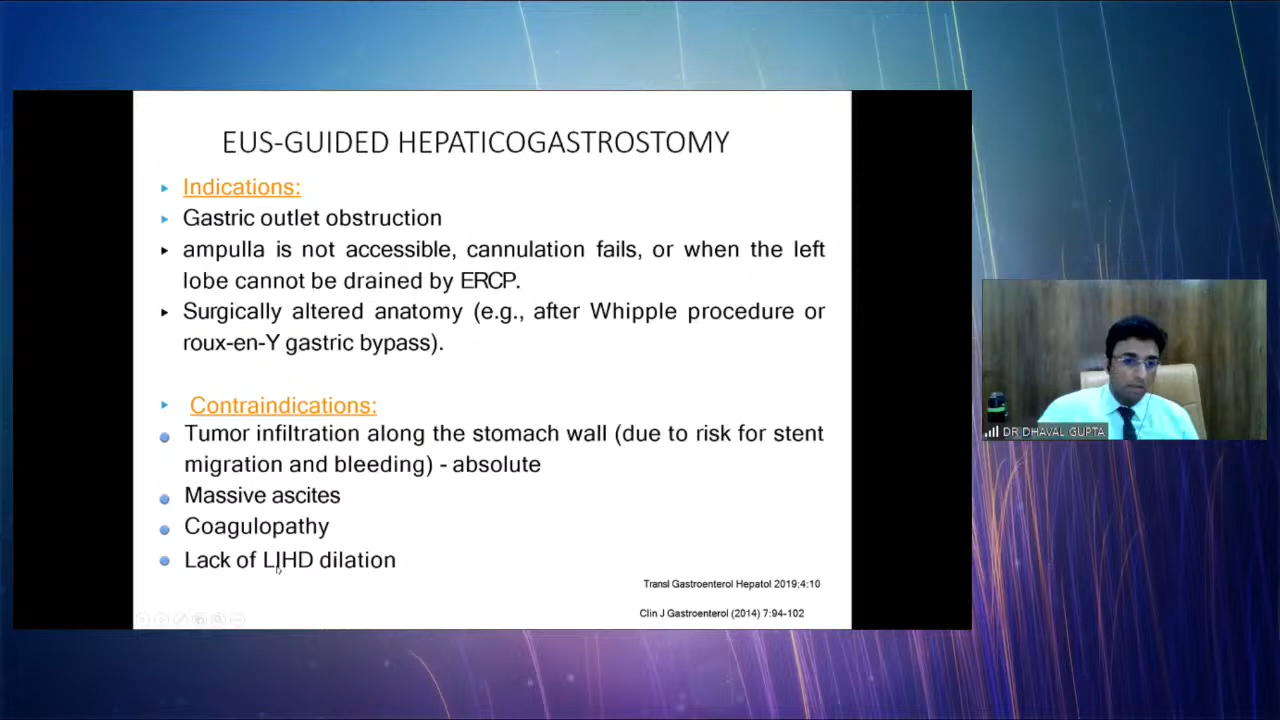 EUS-GUIDED HEPATICOGASTROSTOMY
Indications:
Gastric outlet obstruction
ampulla is not accessible, cannulation fails, or when the left
lobe cannot be drained by ERCP.
Surgically altered anatomy (e.g., after Whipple procedure or
roux-en-Y gastric bypass).
Contraindications:
Tumor infiltration along the stomach wall (due to risk for stent
migration and bleeding) - absolute
Massive ascites
Coagulopathy
Lack of LIHD dilation
Transl Gastroenterol Hepatol 2019;4:10
Clin J Gastroenterol (2014) 7:94-102
DR DHAVAL GUPTA